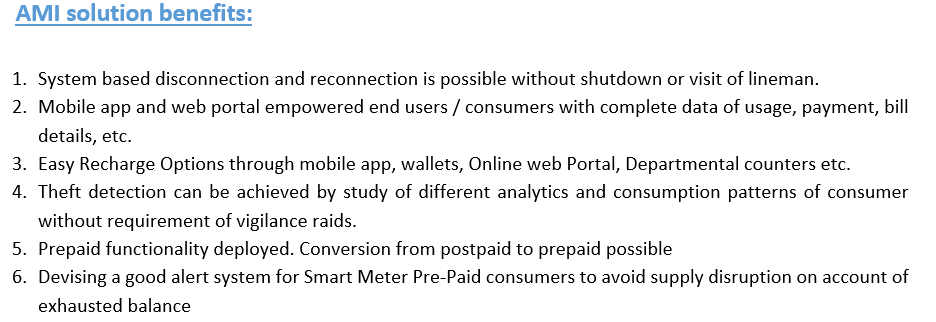 AMI solution benefits:
1. System based disconnection and reconnection is possible without shutdown or visit of lineman.
2. Mobile app and web portal empowered end users / consumers with complete data of usage, payment, bill
details, etc.
3. Easy Recharge Options through mobile app, wallets, Online web Portal, Departmental counters etc.
4. Theft detection can be achieved by study of different analytics and consumption patterns of consumer
without requirement of vigilance raids.
5. Prepaid functionality deployed. Conversion from postpaid to prepaid possible
6. Devising a good alert system for Smart Meter Pre-Paid consumers to avoid supply disruption on account of
exhausted balance